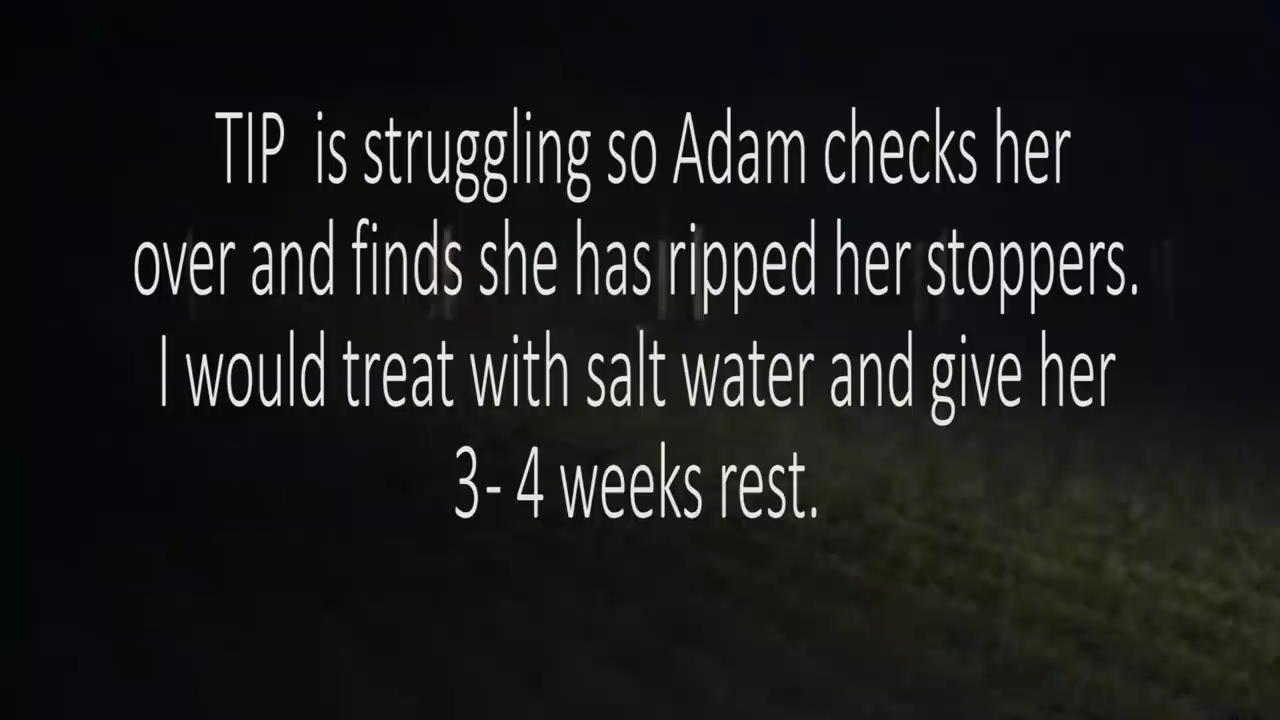 TIP  is struggling so Adam checks her
over and finds she has ripped her stoppers.
I would treat with salt water and give her
3- 4 weeks rest.